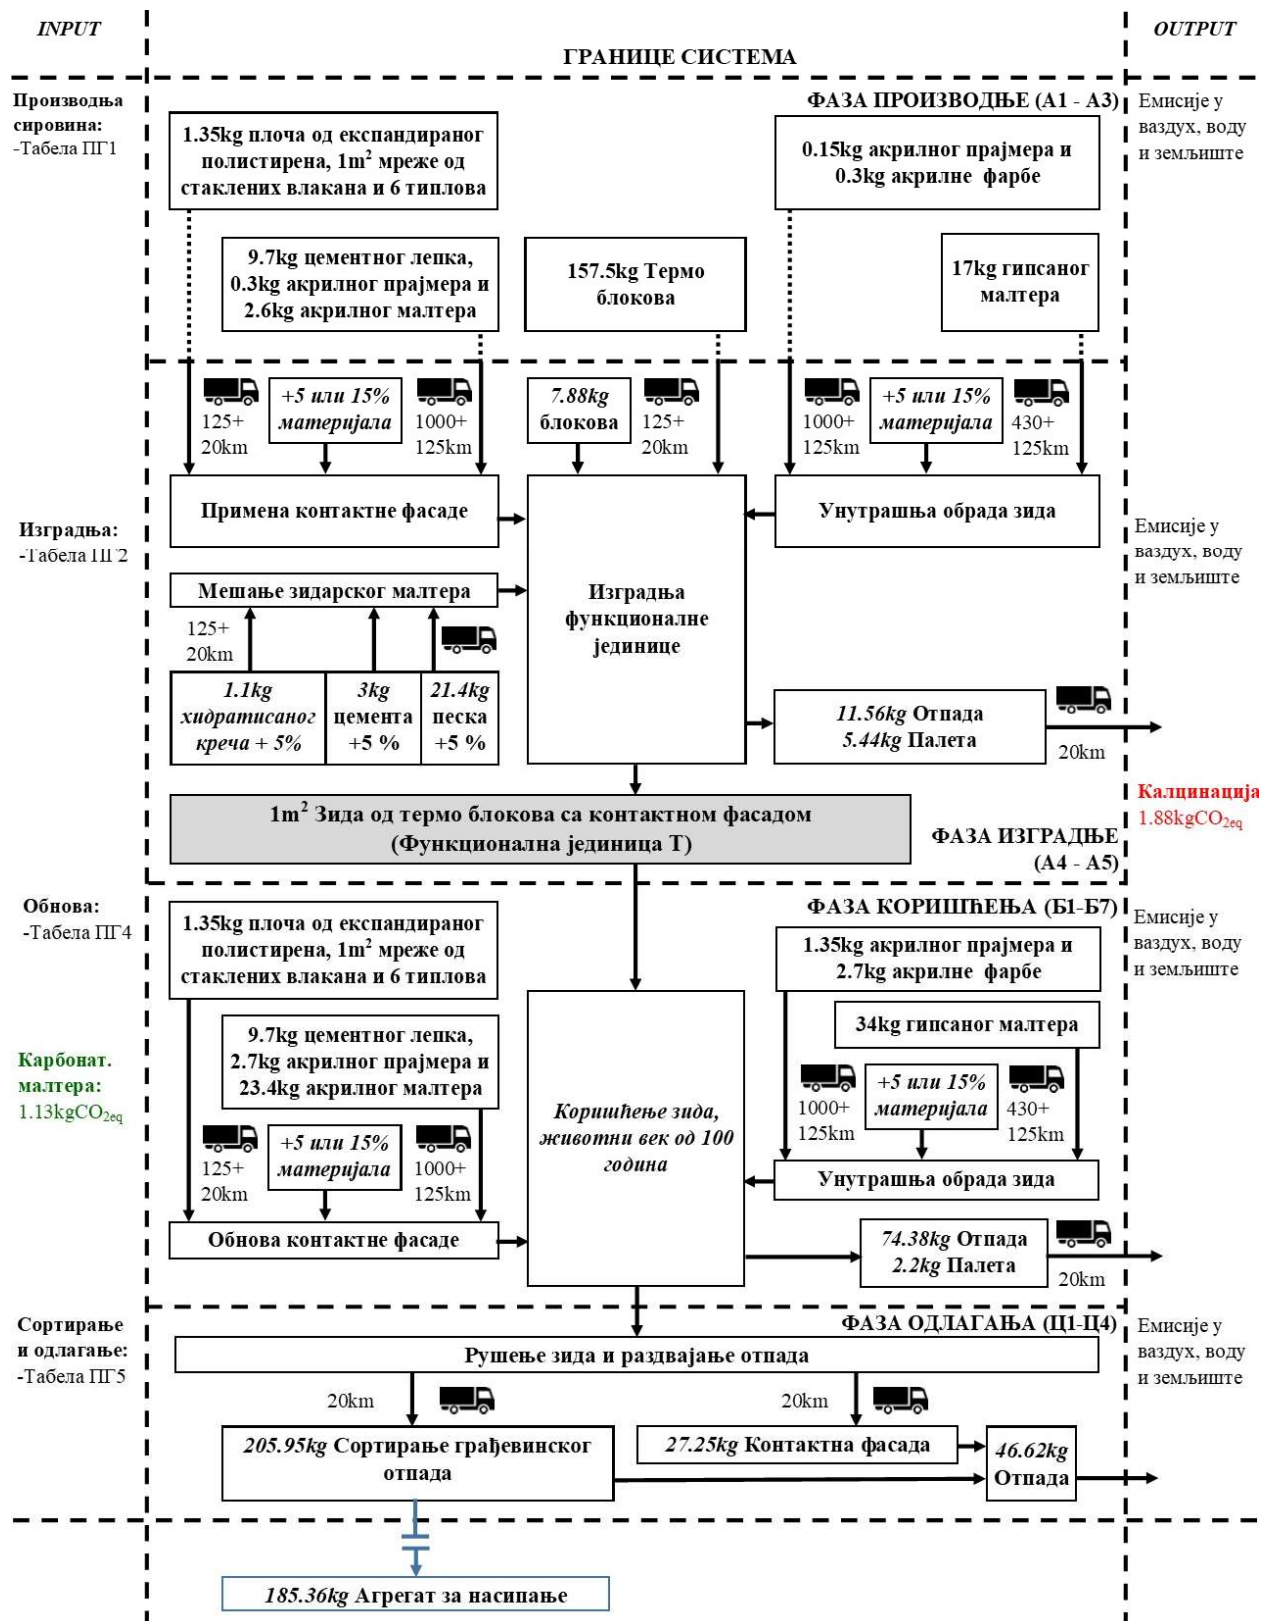 INPUT
OUTPUT
ГРАНИЦЕ СИСТЕМА
Производња
сировина:
-Табела ПГ1
ФАЗА ПРОИЗВОДЊЕ (А1 - А3)
Емисије у
ваздух, воду
и земљиште
1.35kg плоча од експандираног
полистирена, 1m² мреже од
стаклених влакана и 6 типлова
0.15kg акрилног прајмера и
0.3kg акрилне фарбе
9.7kg цементног лепка,
0.3kg акрилног прајмера и
2.6kg акрилног малтера
157.5kg Термо
блокова
17kg гипсаног
малтера
125+
20km
+5 или 15%
материјала
1000+
125km
7.88kg
блокова
125+
20km
1000+
125km
+5 или 15%
материјала
430+
125km
Изградња:
-Табела ПГ2
Примена контактне фасаде
Унутрашња обрада зида
Емисије у
ваздух, воду
и земљиште
Мешање зидарског малтера
Изградња
функционалне
јединице
125+
20km
1.1kg
хидратисаног
креча + 5%
3kg
цемента
+5 %
21.4kg
песка
+5 %
11.56kg Отпада
5.44kg Палета
20km
Калцинација
1.88kgCO2eq
1m² Зида од термо блокова са контактном фасадом
(Функционална јединица Т)
ФАЗА ИЗГРАДЊЕ
(А4 - А5)
Обнова:
-Табела ПГ4
ФАЗА КОРИШЋЕЊА (Б1-Б7)
Емисије у
ваздух, воду
и земљиште
1.35kg плоча од експандираног
полистирена, 1m² мреже од
стаклених влакана и 6 типлова
1.35kg акрилног прајмера и
2.7kg акрилне фарбе
34kg гипсаног малтера
Карбонат.
малтера:
1.13kgCO2eq
9.7kg цементног лепка,
2.7kg акрилног прајмера и
23.4kg акрилног малтера
1000+
125km
+5 или 15%
материјала
430+
125km
Коришћење зида,
животни век од 100
година
125+
20km
+5 или 15%
материјала
1000+
125km
Унутрашња обрада зида
Обнова контактне фасаде
74.38kg Отпада
2.2kg Палета
20km
Сортирање
и одлагање:
-Табела ПГ5
ФАЗА ОДЛАГАЊА (Ц1-Ц4)
Емисије у
ваздух, воду
и земљиште
Рушење зида и раздвајање отпада
20km
20km
205.95kg Сортирање грађевинског
отпада
27.25kg Контактна фасада
46.62kg
Отпада
185.36kg Агрегат за насипање